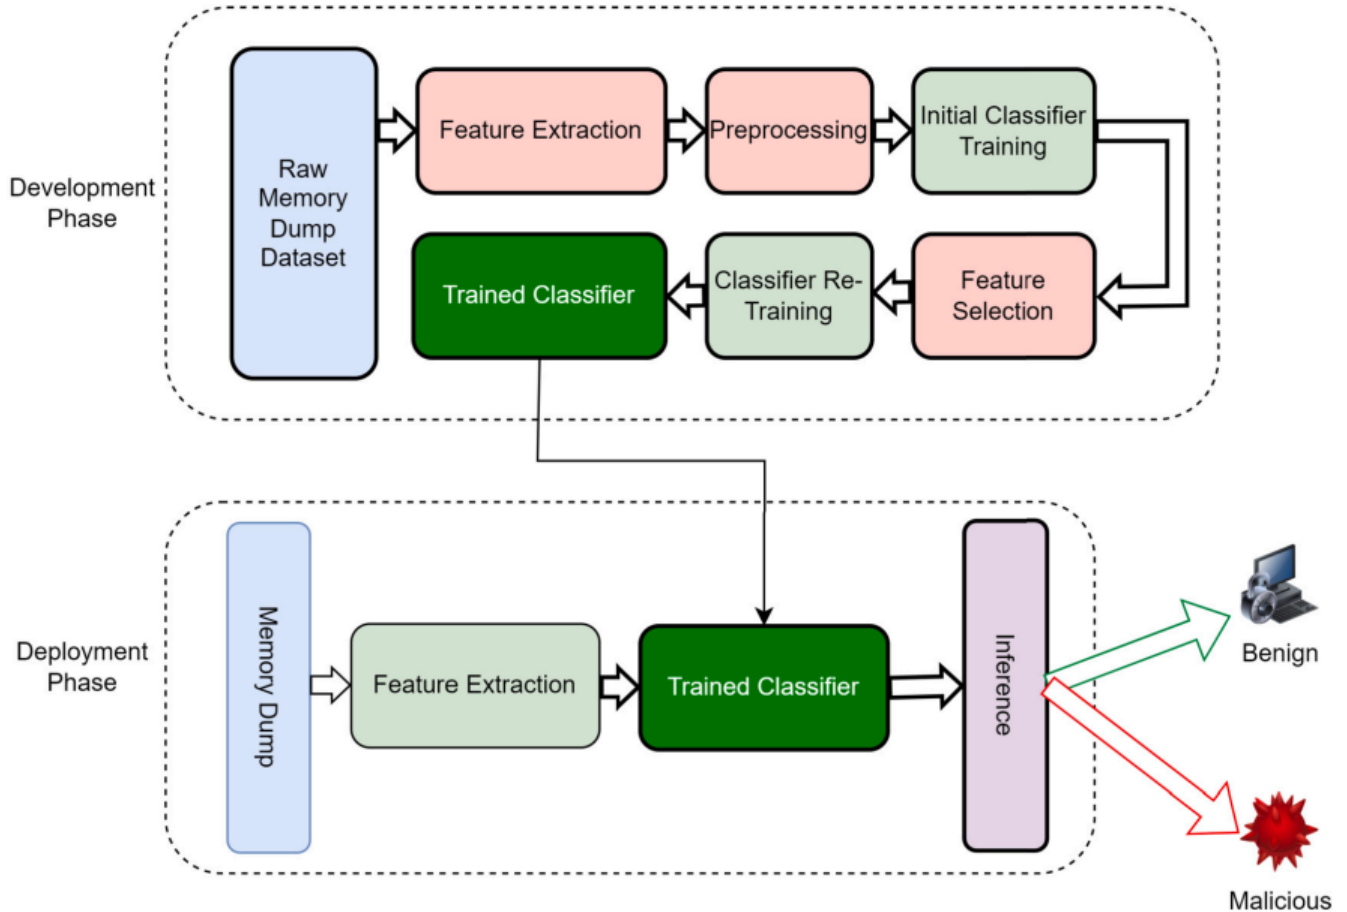 Development
Phase
Raw
Memory
Dump
Dataset
Feature Extraction
Preprocessing
Initial Classifier
Training
Trained Classifier
Classifier Re-
Training
Feature
Selection
Deployment
Phase
Memory Dump
Feature Extraction
Trained Classifier
Inference
Benign
Malicious